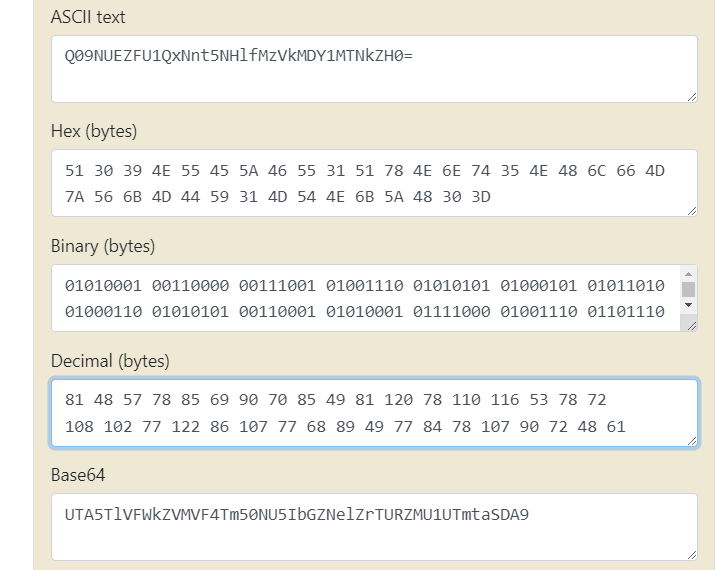 ASCII text
Q09NUEZFU1QxNnt5NHlfMzVkMDY1MTNkZH0=
Hex (bytes)
51 30 39 4E 55 45 5A 46 55 31 51 78 4E 6E 74 35 4E 48 6C 66 4D
7A 56 6B 4D 44 59 31 4D 54 4E 6B 5A 48 30 3D
Binary (bytes)
01010001 00110000 00111001 01001110 01010101 01000101 01011010
01000110 01010101 00110001 01010001 01111000 01001110 01101110
Decimal (bytes)
81 48 57 78 85 69 90 70 85 49 81 120 78 110 116 53 78 72
108 102 77 122 86 107 77 68 89 49 77 84 78 107 90 72 48 61
Base64
UTA5TlVFWkZVMVF4Tm50NU5IbGZNelZrTURZMU1UTmtaSDA9